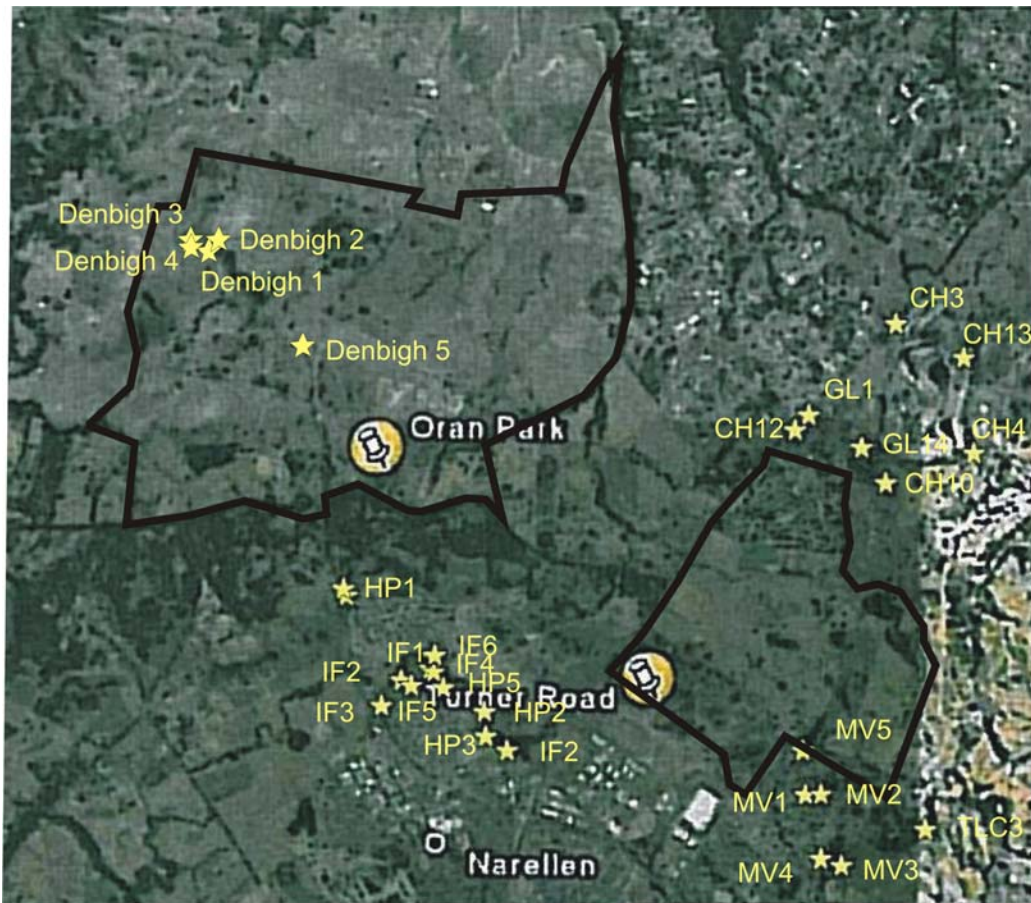 Denbigh 3
Denbigh 2
Denbigh 4
Denbigh 1
CH3
CH13
Denbigh 5
GL1
Oran Park
CH12
GL14
CH4
CH10
HP1
IF6
IF1
IF4
IF2
HP5
Turner Road
IF3
IF5
HP2
HP3
IF2
MV5
MV1
MV2
TLC3
Narellen
MV4
MV3